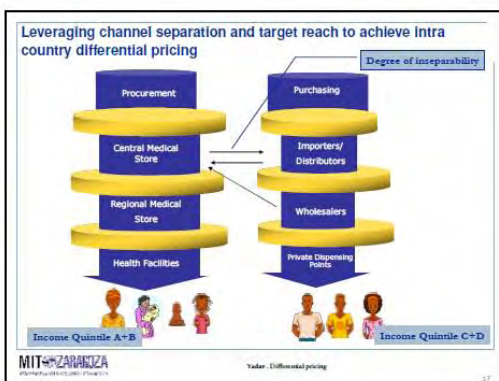 Leveraging channel separation and target reach to achieve intra
country differential pricing
Degree of inseparability
Procurement
Central Medical
Store
Regional Medical
Store
Health Facilities
Purchasing
Importers/
Distributors
Wholesalers
Private Dispensing
Points
Income Quintile A+B
Income Quintile C+D
MIT ZARAGOZA
Yadav . Differential pricing
17